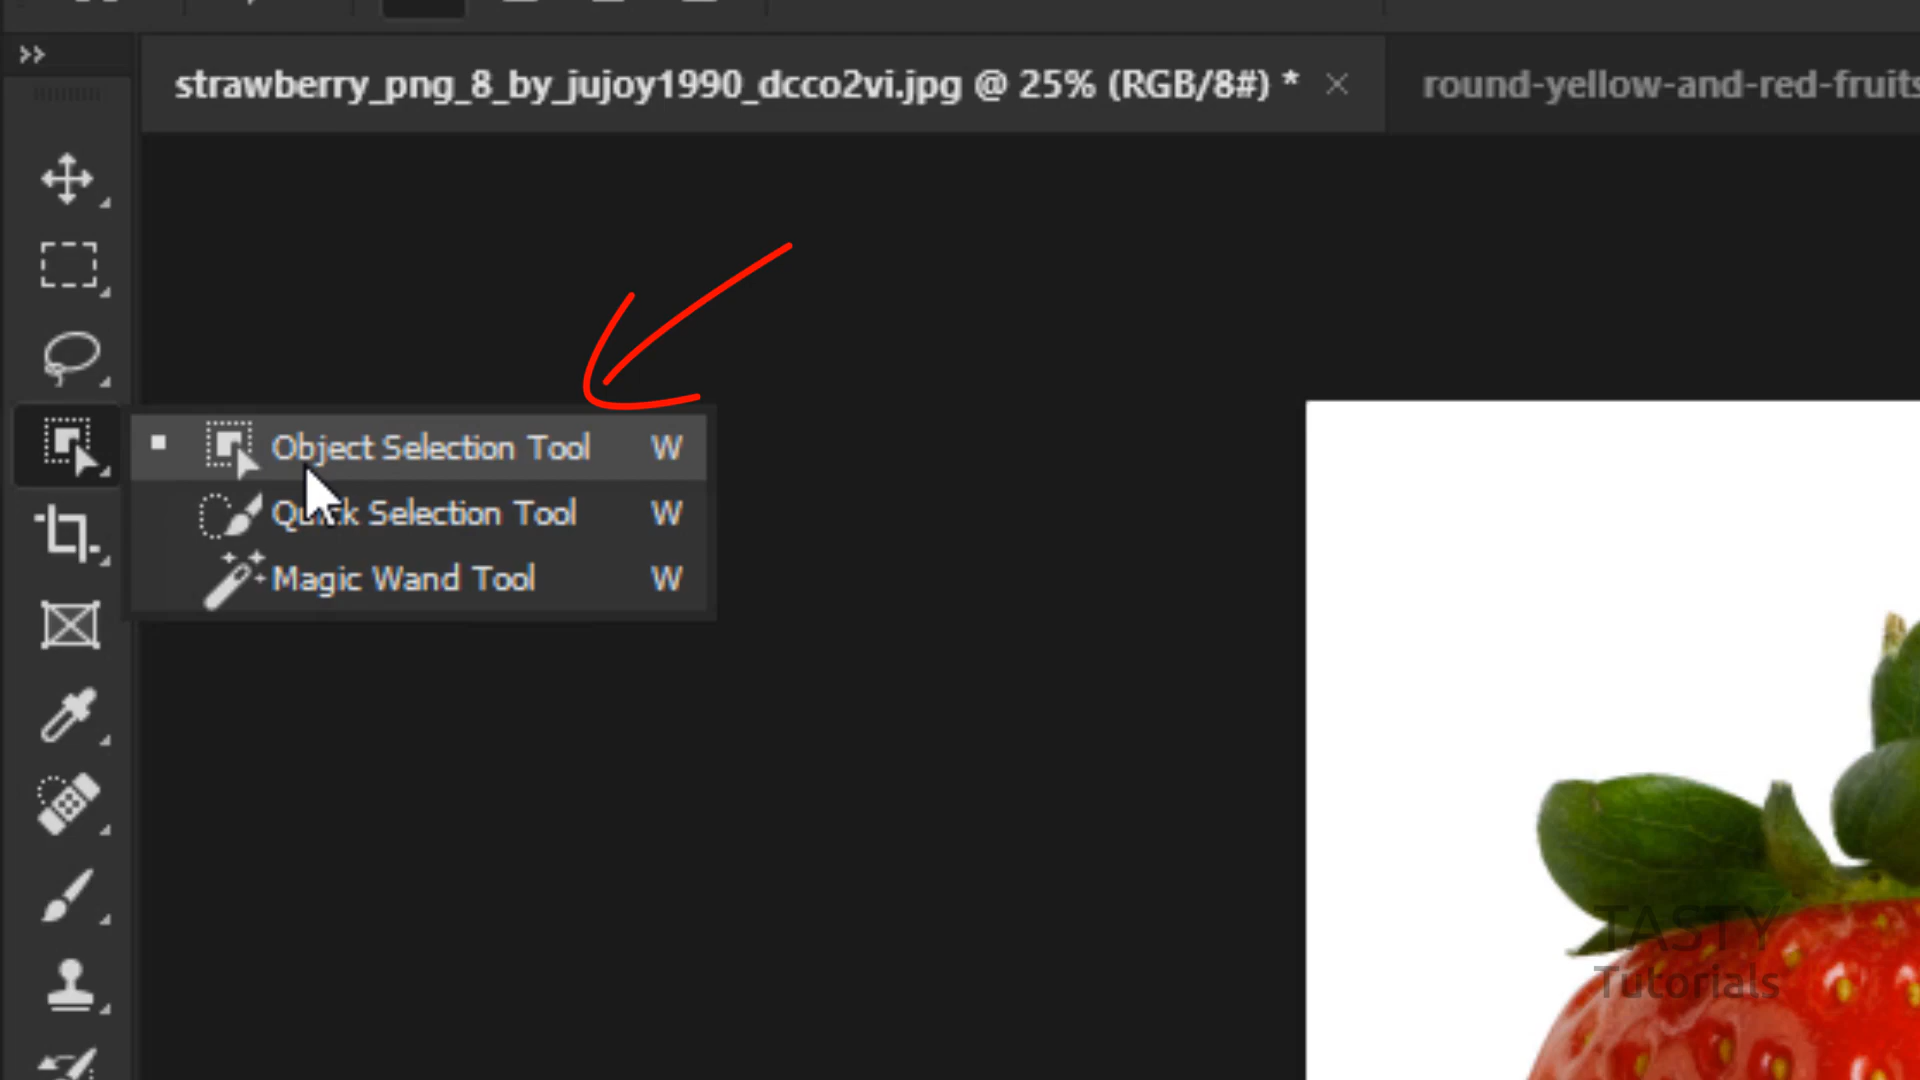 strawberry_png_8_by_jujoy1990_dcco2vi.jpg @ 25% (RGB/8#) *
round-yellow-and-red-fruits
Object Selection Tool W
Quick Selection Tool W
Magic Wand Tool W
TASTY
Tutorials